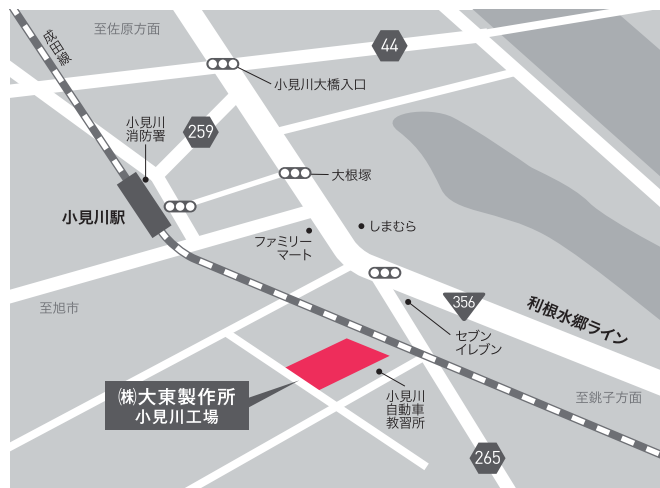 至佐原方面
成田線
44
小見川大橋入口
小見川
消防署
259
大根塚
小見川駅
しまむら
ファミリー
マート
至旭市
356
利根水郷ライン
セブン
イレブン
㈱大東製作所
小見川工場
小見川
自動車
教習所
至銚子方面
265